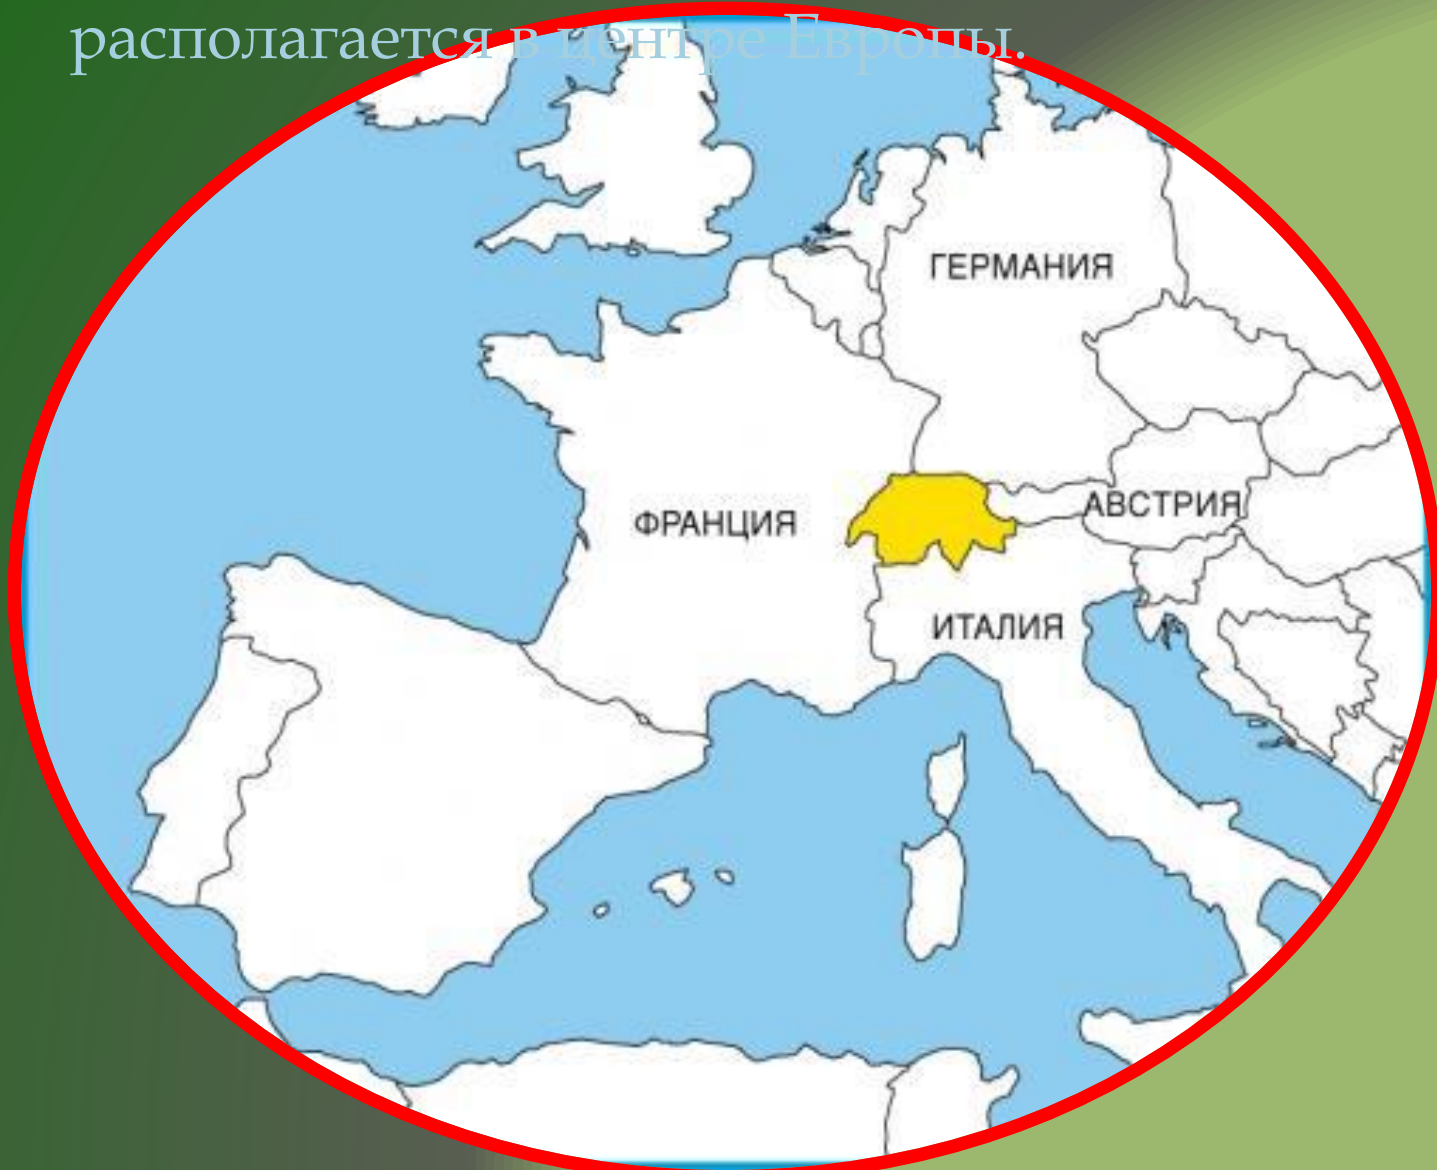 располагается в центре Европы.
ГЕРМАНИЯ
АВСТРИЯ
ФРАНЦИЯ
ИТАЛИЯ